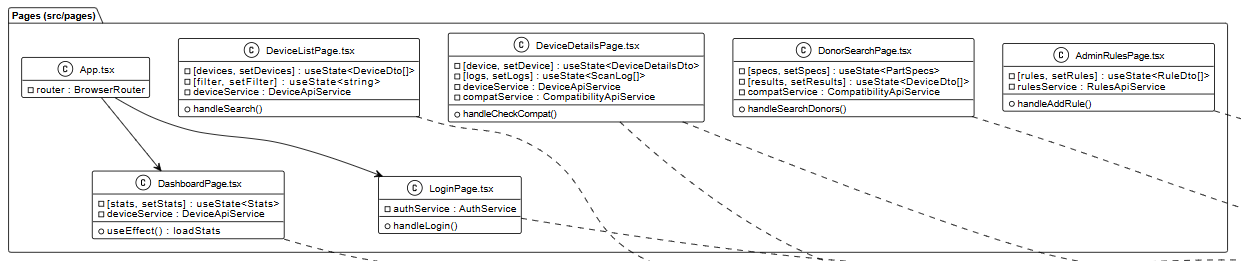 Pages (src/pages)
C App.tsx
router : BrowserRouter
C DeviceListPage.tsx
[devices, setDevices] : useState<DeviceDto[]>
[filter, setFilter] : useState<string>
deviceService : DeviceApiService
handleSearch()
C DeviceDetailsPage.tsx
[device, setDevice] : useState<DeviceDetailsDto>
[logs, setLogs] : useState<ScanLog[]>
deviceService : DeviceApiService
compatService : CompatibilityApiService
handleCheckCompat()
C DonorSearchPage.tsx
[specs, setSpecs] : useState<PartSpecs>
[results, setResults] : useState<DeviceDto[]>
compatService : CompatibilityApiService
handleSearchDonors()
C AdminRulesPage.tsx
[rules, setRules] : useState<RuleDto[]>
rulesService : RulesApiService
handleAddRule()
C DashboardPage.tsx
[stats, setStats] : useState<Stats>
deviceService : DeviceApiService
useEffect() : loadStats
C LoginPage.tsx
authService : AuthService
handleLogin()